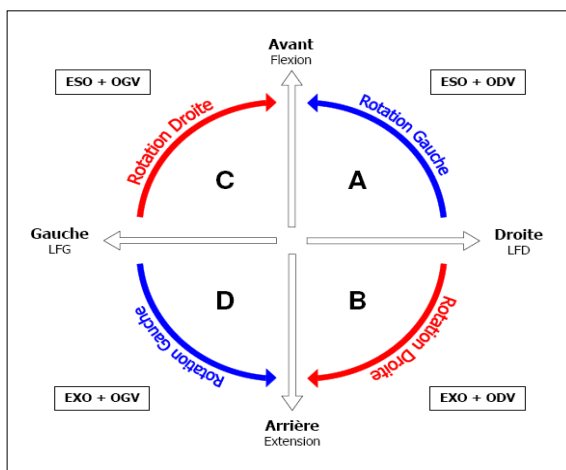 Avant
Flexion
ESO + OGV
ESO + ODV
Rotation Droite
Rotation Gauche
C
A
Gauche
LFG
Droite
LFD
D
B
Rotation Gauche
Rotation Droite
EXO + OGV
EXO + ODV
Arrière
Extension